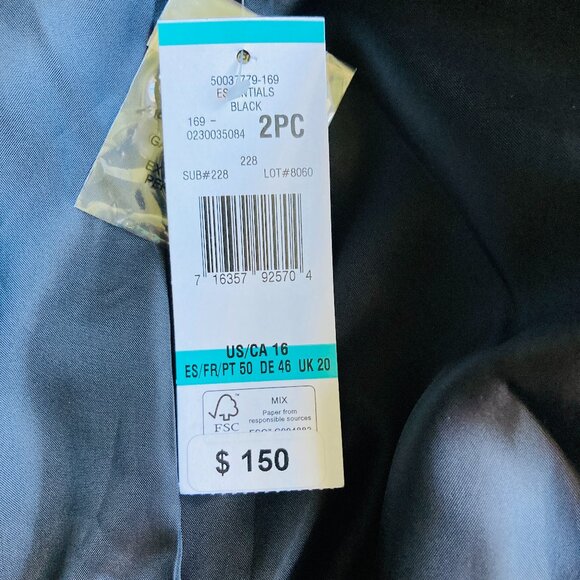 50037779-169
ESSENTIALS
BLACK
169 -
0230035084
2PC
228
SUB#228
LOT#8060
7 16357 92570 4
US/CA 16
ES/FR/PT 50 DE 46 UK 20
FSC
MIX
Paper from
responsible sources
$ 150